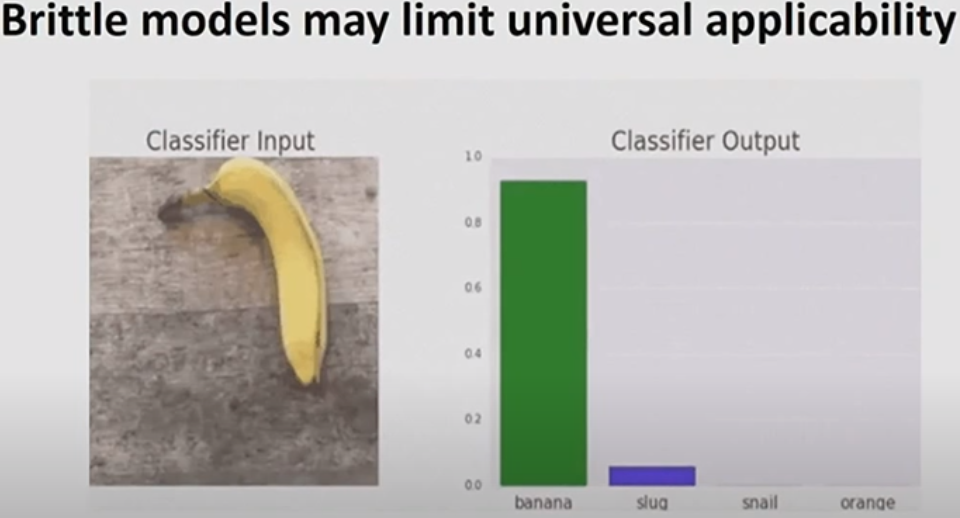 Brittle models may limit universal applicability
Classifier Input
Classifier Output
1.0
0.8
0.6
0.4
0.2
0.0
banana slug snail orange